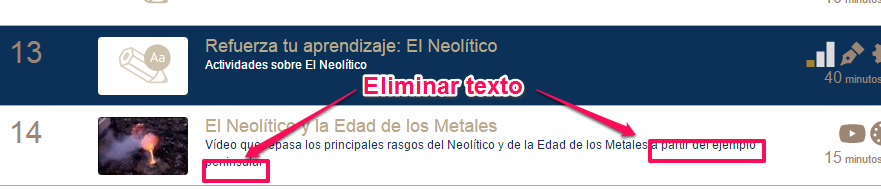 13
Refuerza tu aprendizaje: El Neolítico
Aa
Actividades sobre El Neolítico
40 minutos
Eliminar texto
14
El Neolítico y la Edad de los Metales
Vídeo que repasa los principales rasgos del Neolítico y de la Edad de los Metales a partir del ejemplo
peninsular
15 minutos